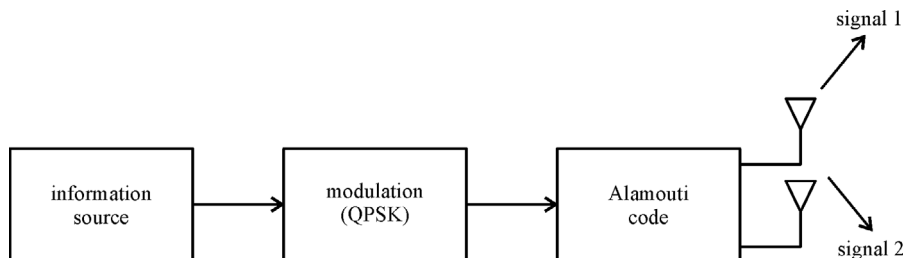 signal 1
information
source
modulation
(QPSK)
Alamouti
code
signal 2